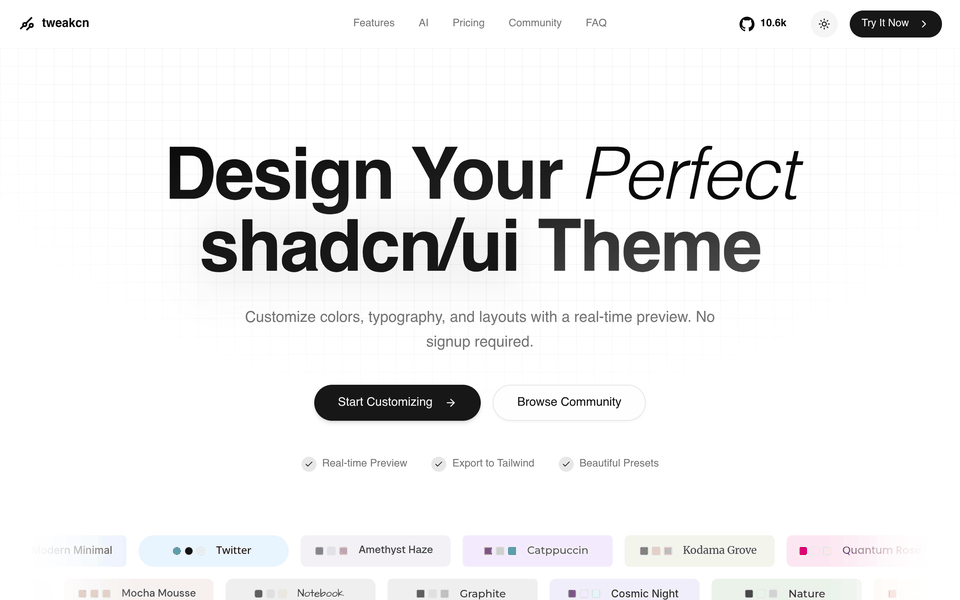 tweakcn
Features AI Pricing Community FAQ
10.6k
Try It Now
Design Your Perfect
shadcn/ui Theme
Customize colors, typography, and layouts with a real-time preview. No
signup required.
Start Customizing
Browse Community
Real-time Preview
Export to Tailwind
Beautiful Presets
Modern Minimal
Twitter
Amethyst Haze
Catppuccin
Kodama Grove
Quantum Rose
Mocha Mousse
Notebook
Graphite
Cosmic Night
Nature